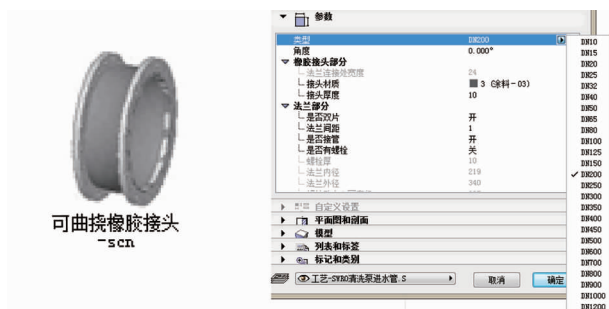 可曲挠橡胶接头
-scn
参数
类型 DN200
角度 0.000°
橡胶接头部分
法兰连接处宽度 24
接头材质 3 (涂料-03)
接头厚度 10
法兰部分
是否双片 开
法兰间距 1
是否接管 开
是否有螺栓 关
螺栓厚 10
法兰内径 219
法兰外径 340
自定义设置
平面图和剖面
模型
列表和标签
标记和类别
工艺-SWRO清洗泵进水管.S
取消
确定
DN10
DN15
DN20
DN25
DN32
DN40
DN50
DN65
DN80
DN100
DN125
DN150
DN200
DN250
DN300
DN350
DN400
DN450
DN500
DN600
DN700
DN800
DN900
DN1000
DN1200